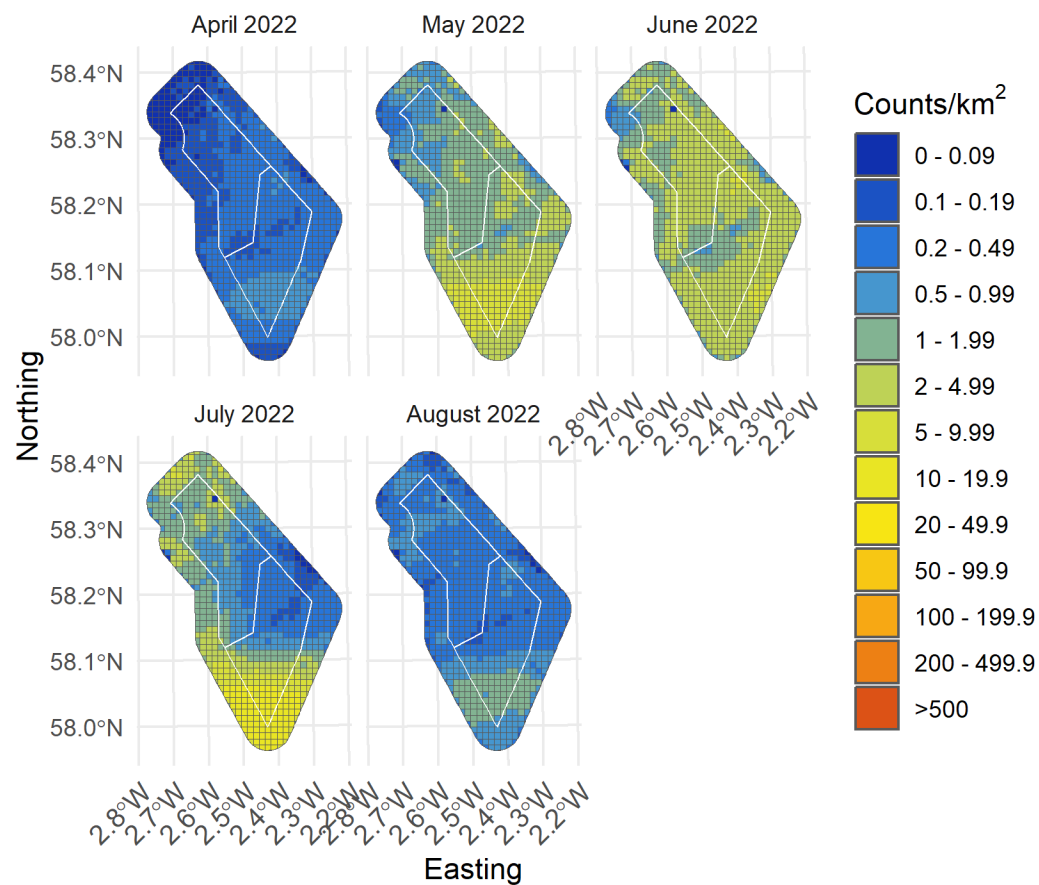 April 2022
May 2022
June 2022
58.4°N
58.3°N
58.2°N
58.1°N
58.0°N
2.8°W
2.7°W
2.6°W
2.5°W
2.4°W
2.3°W
2.2°W
July 2022
August 2022
58.4°N
58.3°N
58.2°N
58.1°N
58.0°N
2.8°W
2.7°W
2.6°W
2.5°W
2.4°W
2.3°W
2.2°W
2.8°W
2.7°W
2.6°W
2.5°W
2.4°W
2.3°W
2.2°W
Northing
Easting
Counts/km²
0 - 0.09
0.1 - 0.19
0.2 - 0.49
0.5 - 0.99
1 - 1.99
2 - 4.99
5 - 9.99
10 - 19.9
20 - 49.9
50 - 99.9
100 - 199.9
200 - 499.9
>500